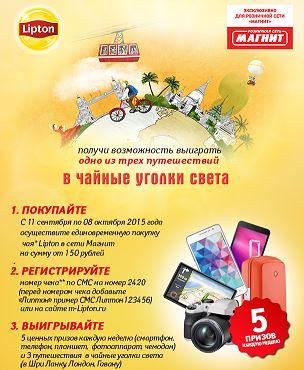 Lipton
ЭКСКЛЮЗИВНО
ДЛЯ РОЗНИЧНОЙ СЕТИ
«МАГНИТ»
РОЗНИЧНАЯ СЕТЬ
МАГНИТ
получи возможность выиграть
одно из трех путешествий
в чайные уголки света
1. ПОКУПАЙТЕ
С 11 сентября по 08 октября 2015 года
осуществите единовременную покупку
чая* Lipton в сети Магнит
на сумму от 150 рублей
2. РЕГИСТРИРУЙТЕ
номер чека** по СМС на номер 2420
(перед номером чека добавьте
«Липтон» пример СМС Липтон123456)
или на сайте m-Lipton.ru
3. ВЫИГРЫВАЙТЕ
5 ценных призов каждую неделю (смартфон,
телефон, планшет, фотоаппарат, чемодан)
и 3 путешествия в чайные уголки света
(в Шри Ланку, Лондон, Гавану)
5
ПРИЗОВ
КАЖДУЮ НЕДЕЛЮ